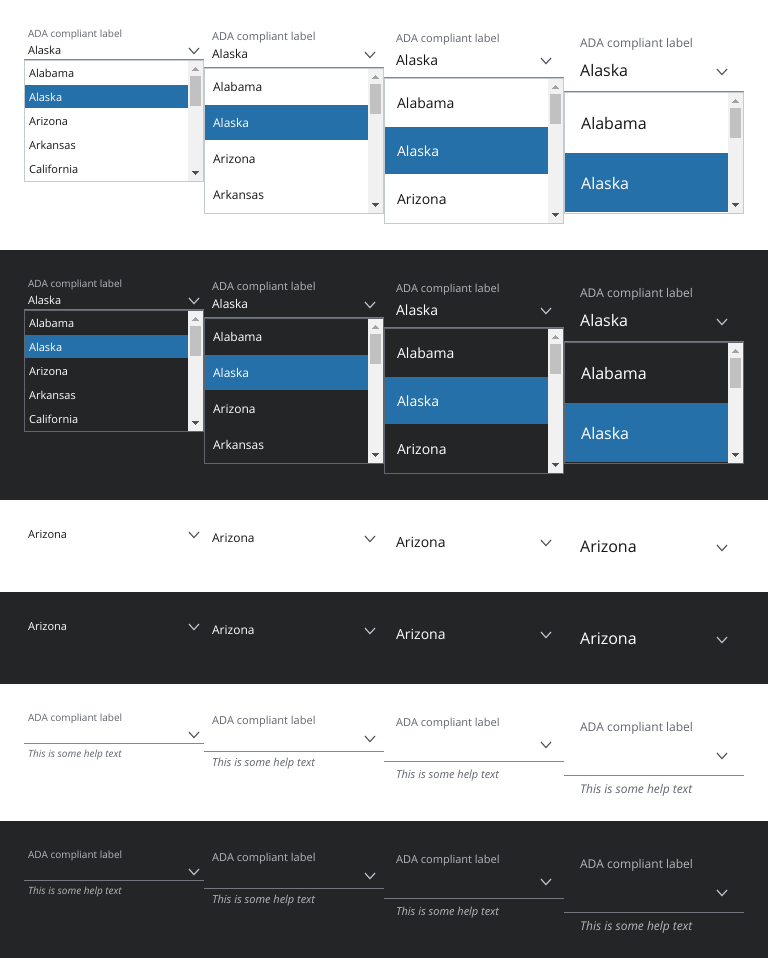 ADA compliant label
Alaska
Alabama
Alaska
Arizona
Arkansas
California
ADA compliant label
Alaska
Alabama
Alaska
Arizona
Arkansas
ADA compliant label
Alaska
Alabama
Alaska
Arizona
ADA compliant label
Alaska
Alabama
Alaska
ADA compliant label
Alaska
Alabama
Alaska
Arizona
Arkansas
California
ADA compliant label
Alaska
Alabama
Alaska
Arizona
Arkansas
ADA compliant label
Alaska
Alabama
Alaska
Arizona
ADA compliant label
Alaska
Alabama
Alaska
Arizona
Arizona
Arizona
Arizona
Arizona
Arizona
Arizona
Arizona
ADA compliant label
This is some help text
ADA compliant label
This is some help text
ADA compliant label
This is some help text
ADA compliant label
This is some help text
ADA compliant label
This is some help text
ADA compliant label
This is some help text
ADA compliant label
This is some help text
ADA compliant label
This is some help text